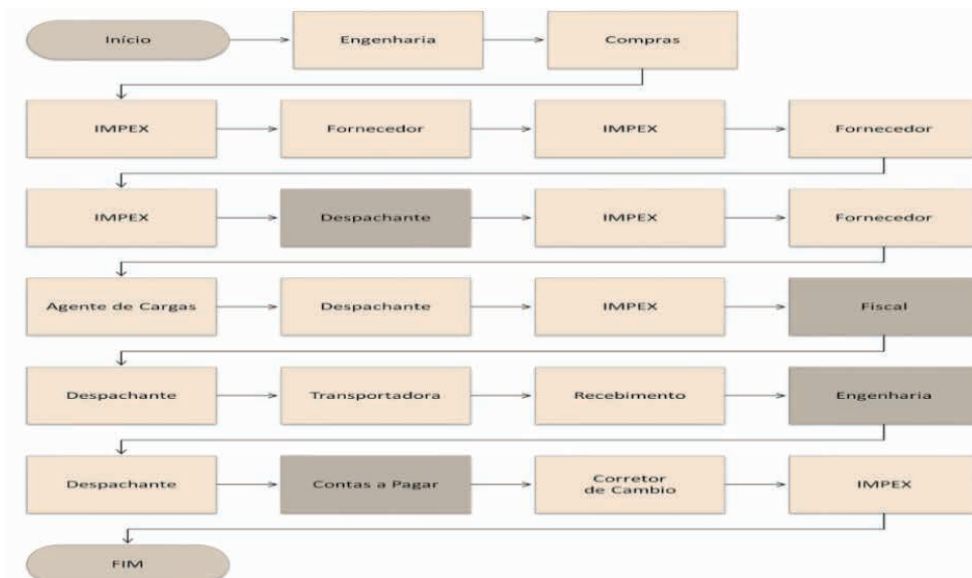 Início
Engenharia
Compras
IMPEX
Fornecedor
IMPEX
Fornecedor
IMPEX
Despachante
IMPEX
Fornecedor
Agente de Cargas
Despachante
IMPEX
Fiscal
Despachante
Transportadora
Recebimento
Engenharia
Despachante
Contas a Pagar
Corretor
de Cambio
IMPEX
FIM